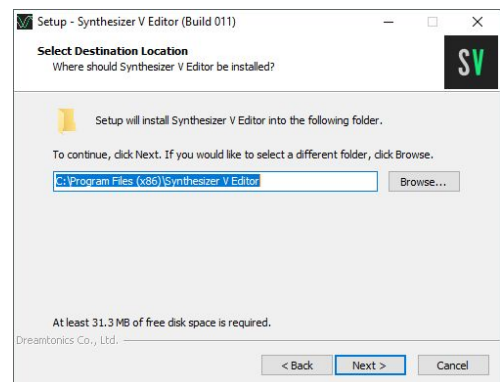 Setup - Synthesizer V Editor (Build 011)
Select Destination Location
Where should Synthesizer V Editor be installed?
SV
Setup will install Synthesizer V Editor into the following folder.
To continue, click Next. If you would like to select a different folder, click Browse.
C:\Program Files (x86)\Synthesizer V Editor
Browse...
At least 31.3 MB of free disk space is required.
Dreamtonics Co., Ltd.
< Back
Next >
Cancel